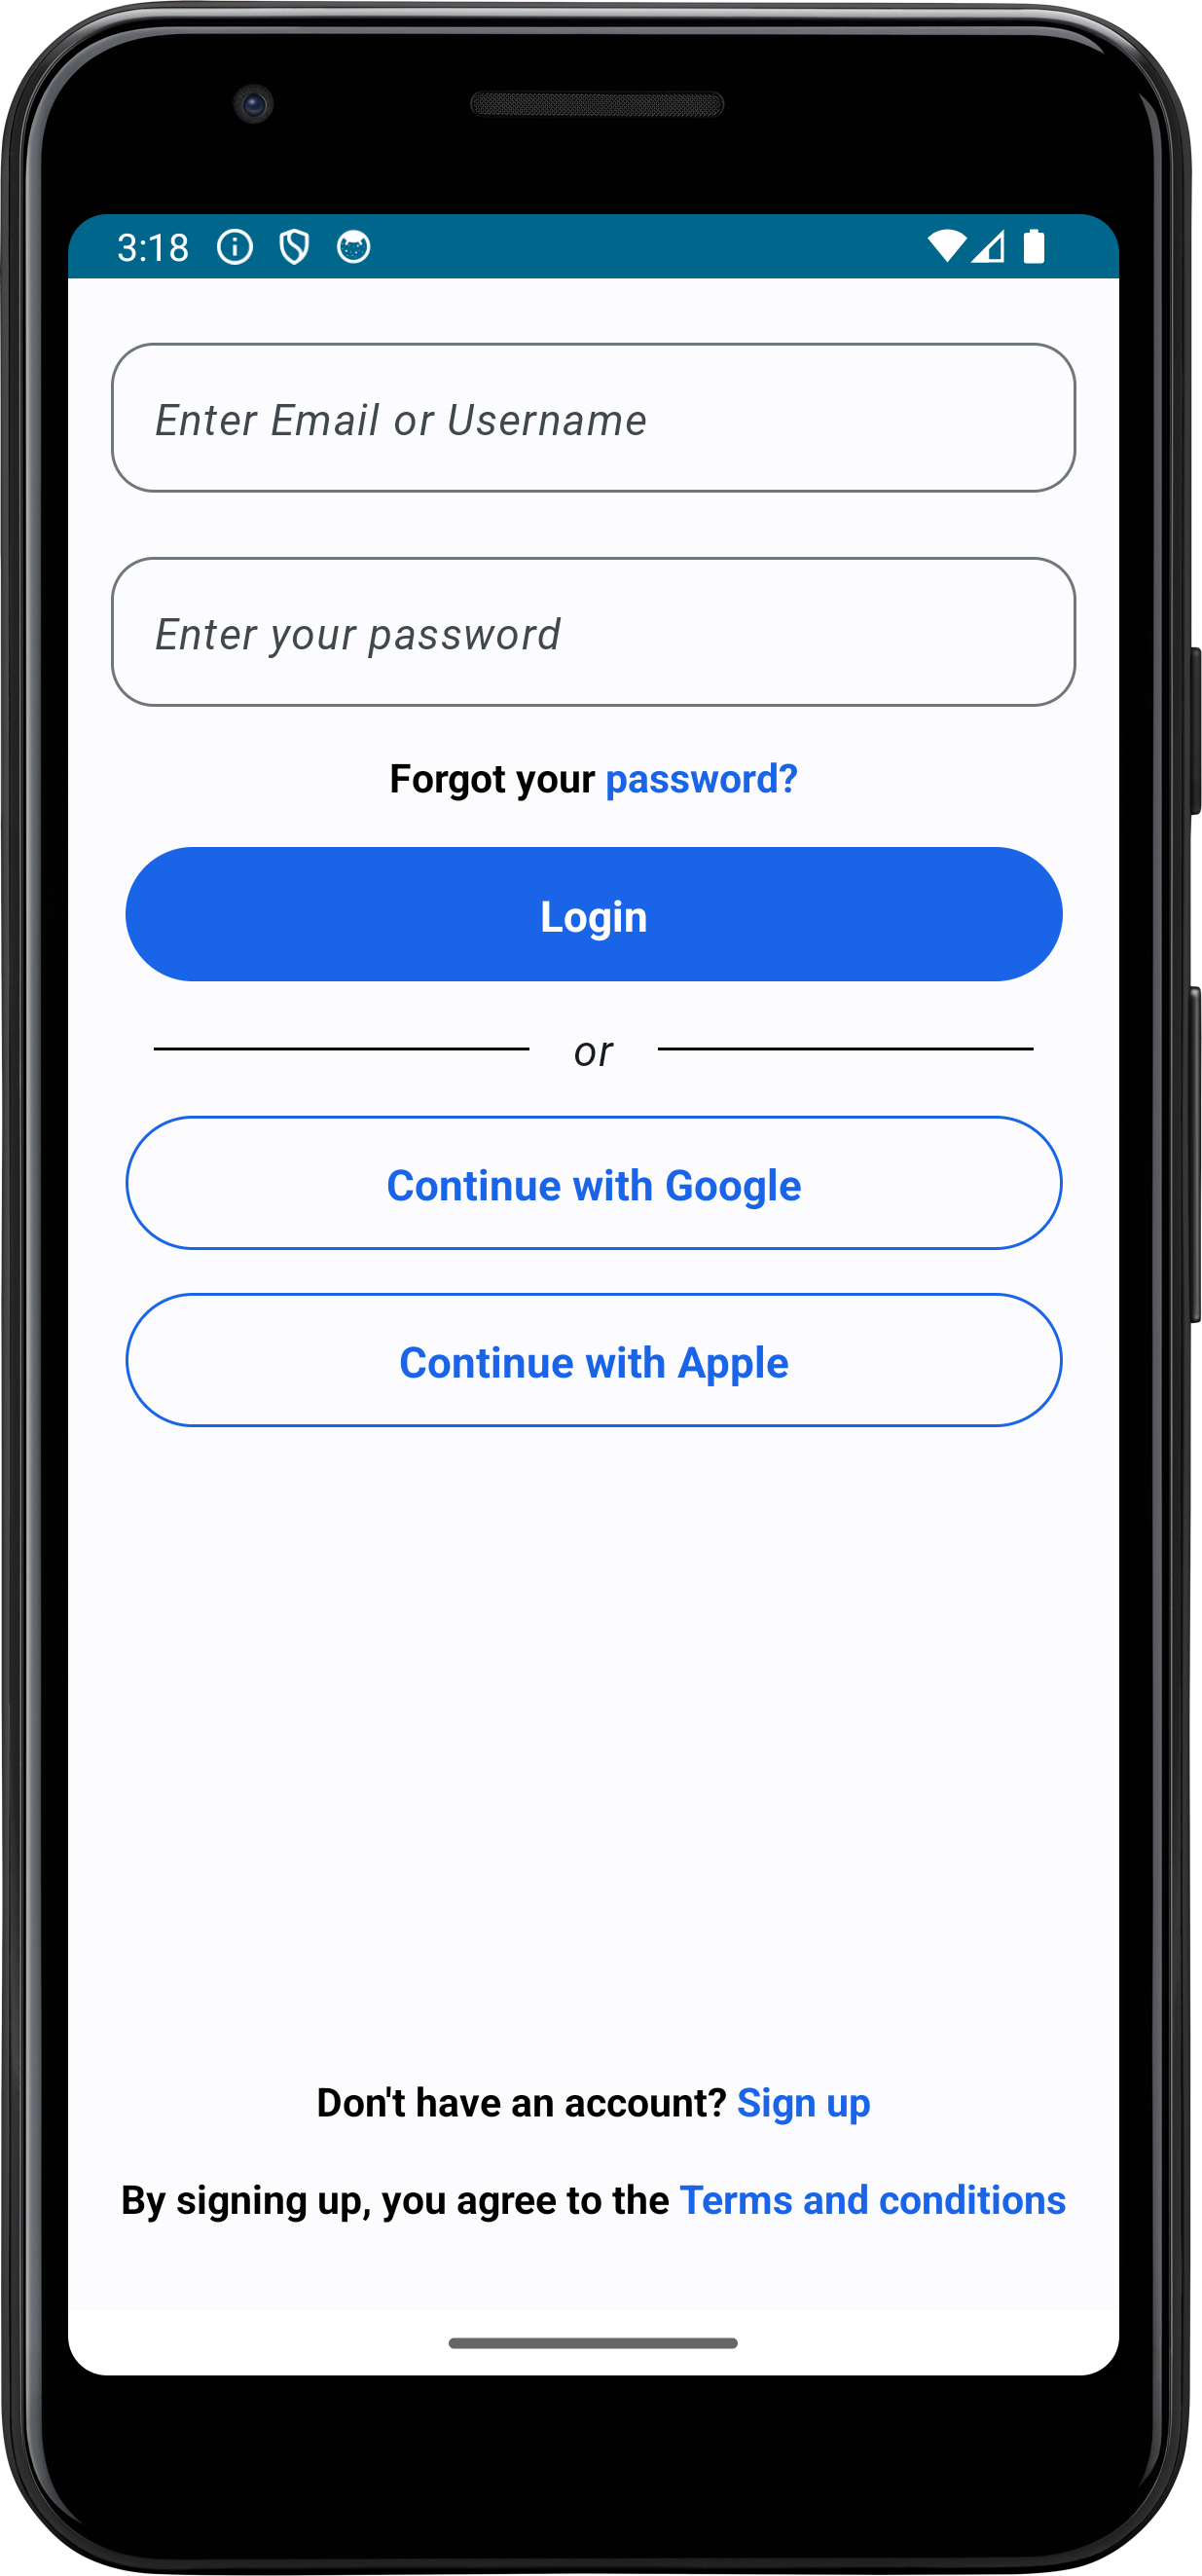 3:18
Enter Email or Username
Enter your password
Forgot your password?
Login
or
Continue with Google
Continue with Apple
Don't have an account? Sign up
By signing up, you agree to the Terms and conditions